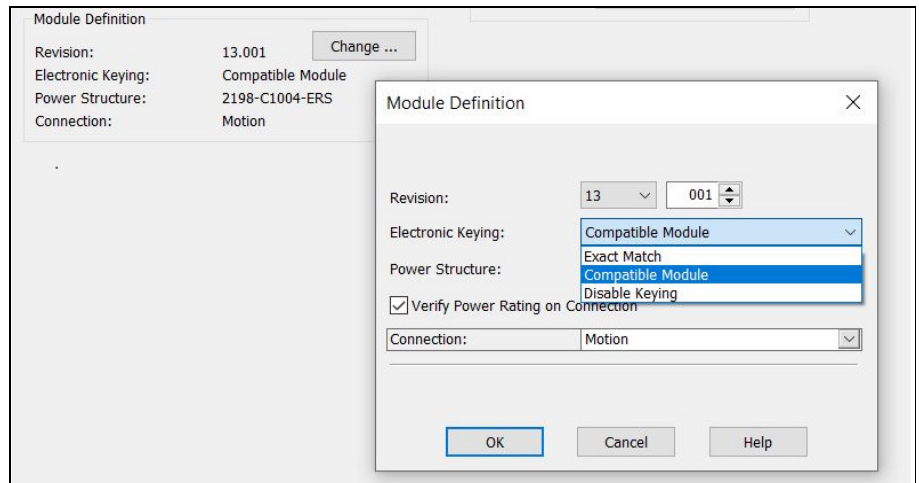 Module Definition
Revision: 13.001 Change ...
Electronic Keying: Compatible Module
Power Structure: 2198-C1004-ERS
Connection: Motion
Module Definition
Revision: 13 001
Electronic Keying: Compatible Module
Exact Match
Compatible Module
Disable Keying
Power Structure:
Verify Power Rating on Connection
Connection: Motion
OK Cancel Help